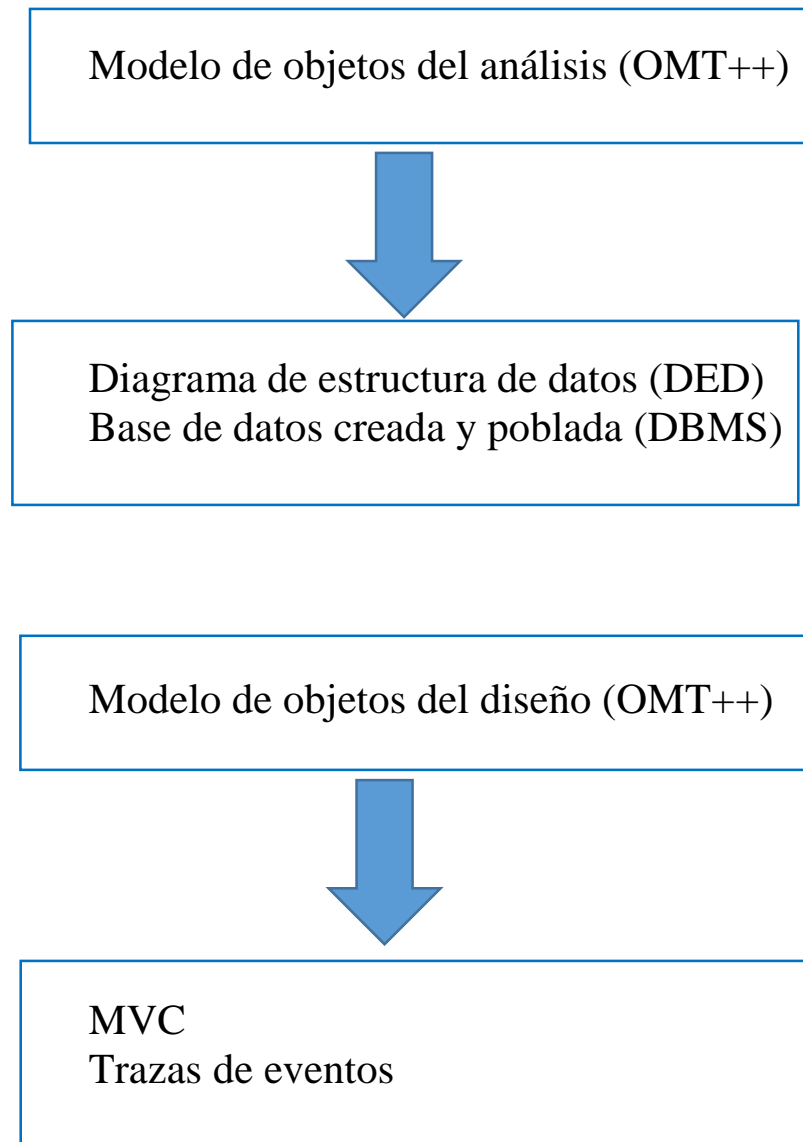 Modelo de objetos del análisis (OMT++)
Diagrama de estructura de datos (DED)
Base de datos creada y poblada (DBMS)
Modelo de objetos del diseño (OMT++)
MVC
Trazas de eventos